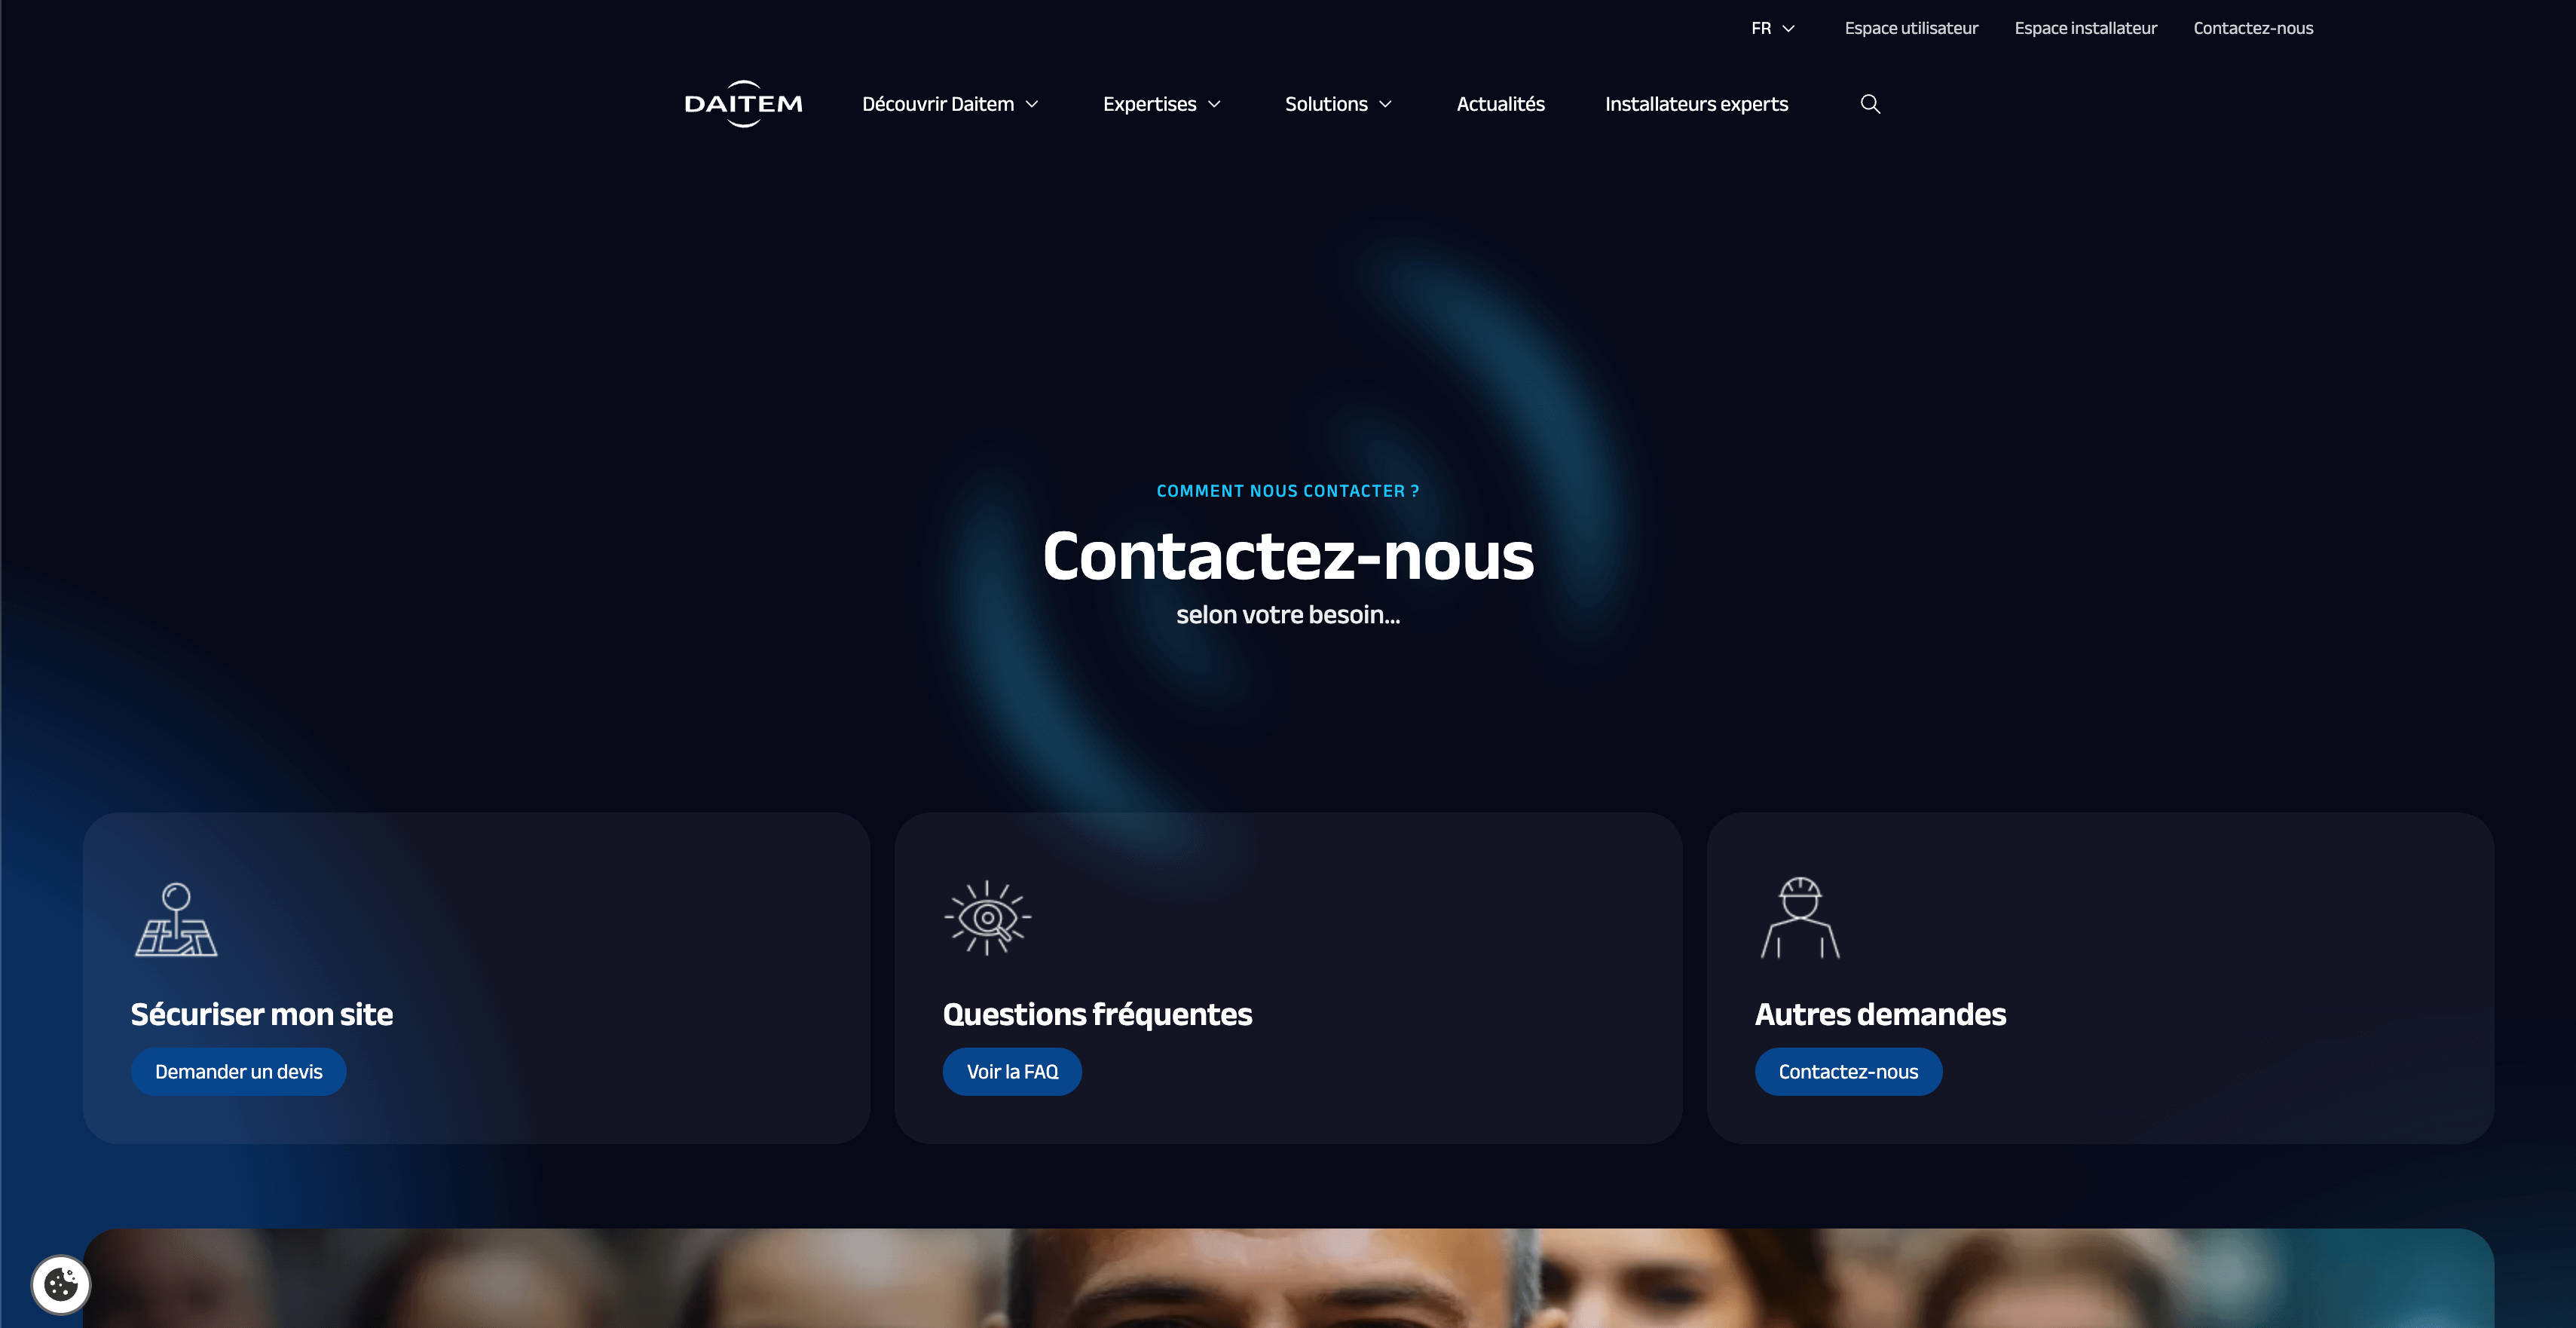 FR
Espace utilisateur
Espace installateur
Contactez-nous
DAITEM
Découvrir Daitem
Expertises
Solutions
Actualités
Installateurs experts
COMMENT NOUS CONTACTER ?
Contactez-nous
selon votre besoin...
Sécuriser mon site
Demander un devis
Questions fréquentes
Voir la FAQ
Autres demandes
Contactez-nous